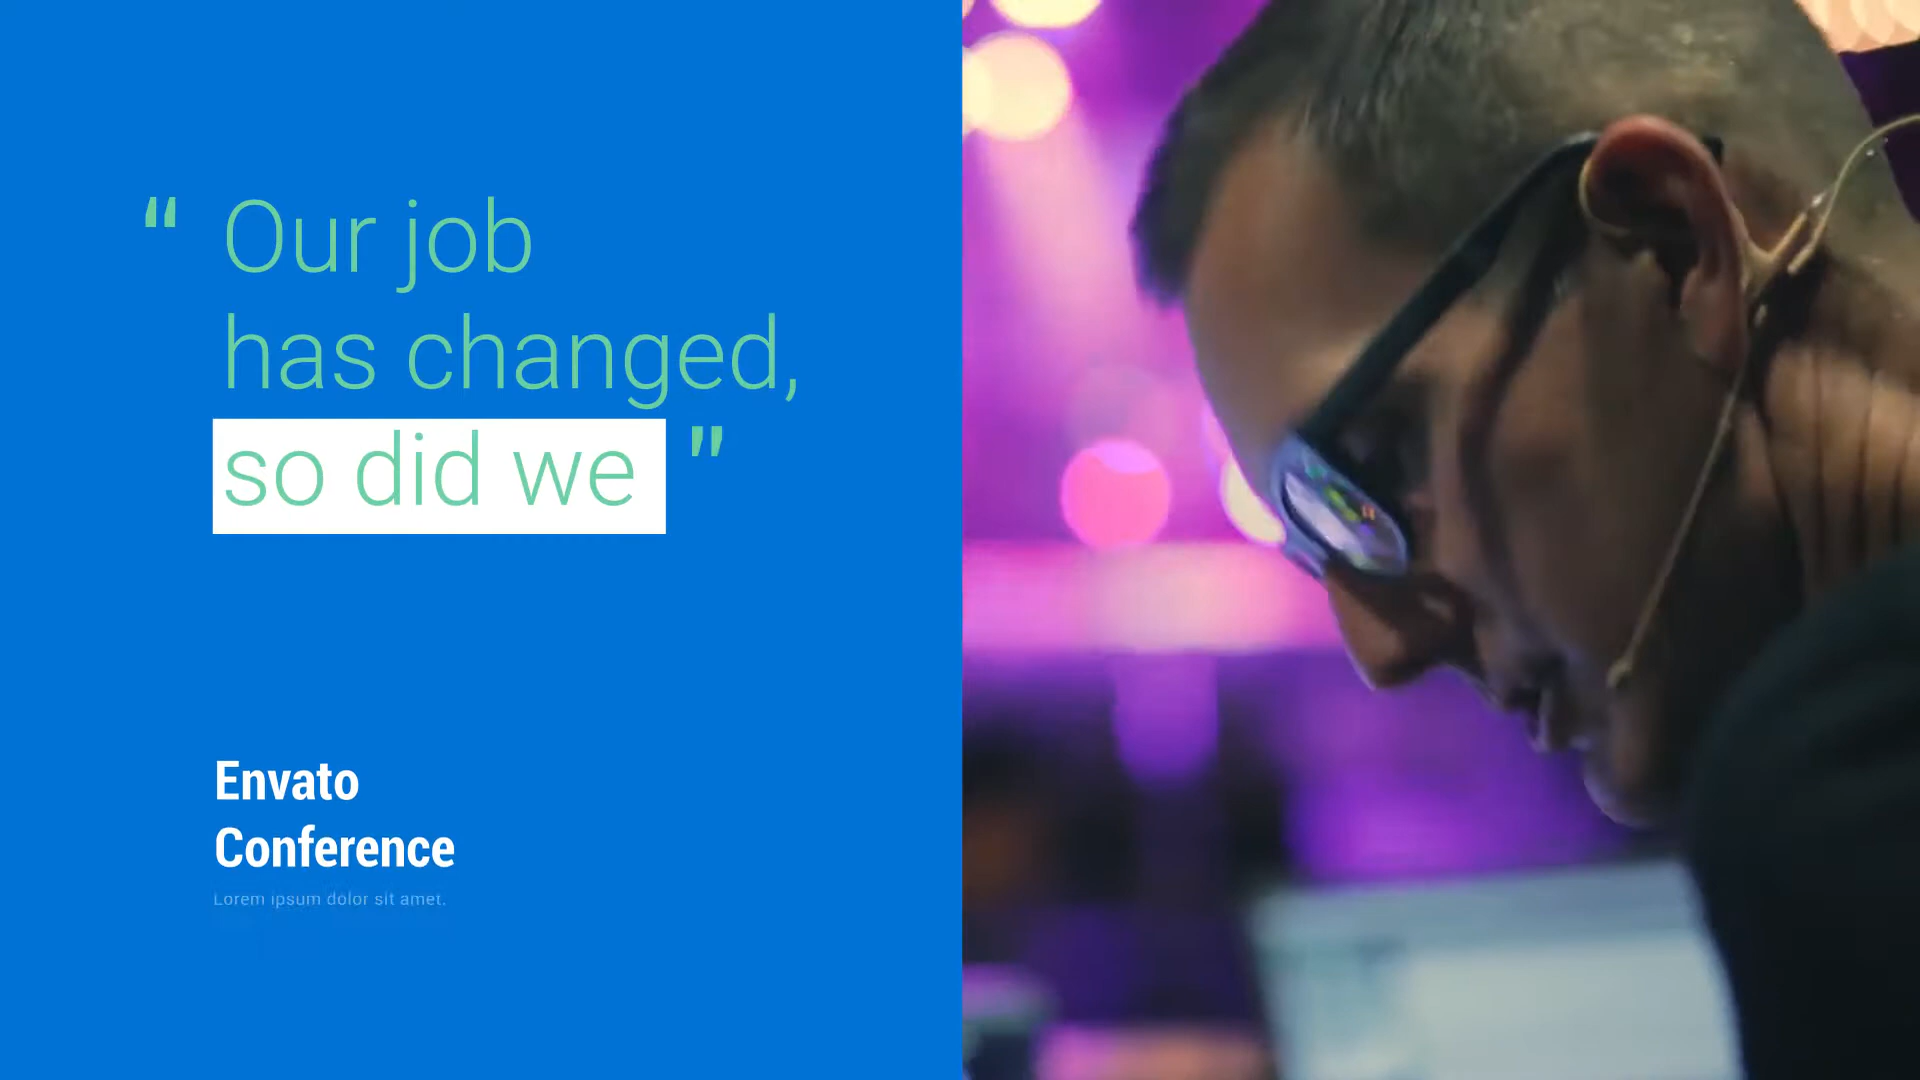 “ Our job
has changed,
so did we ”
Envato
Conference
Lorem ipsum dolor sit amet.